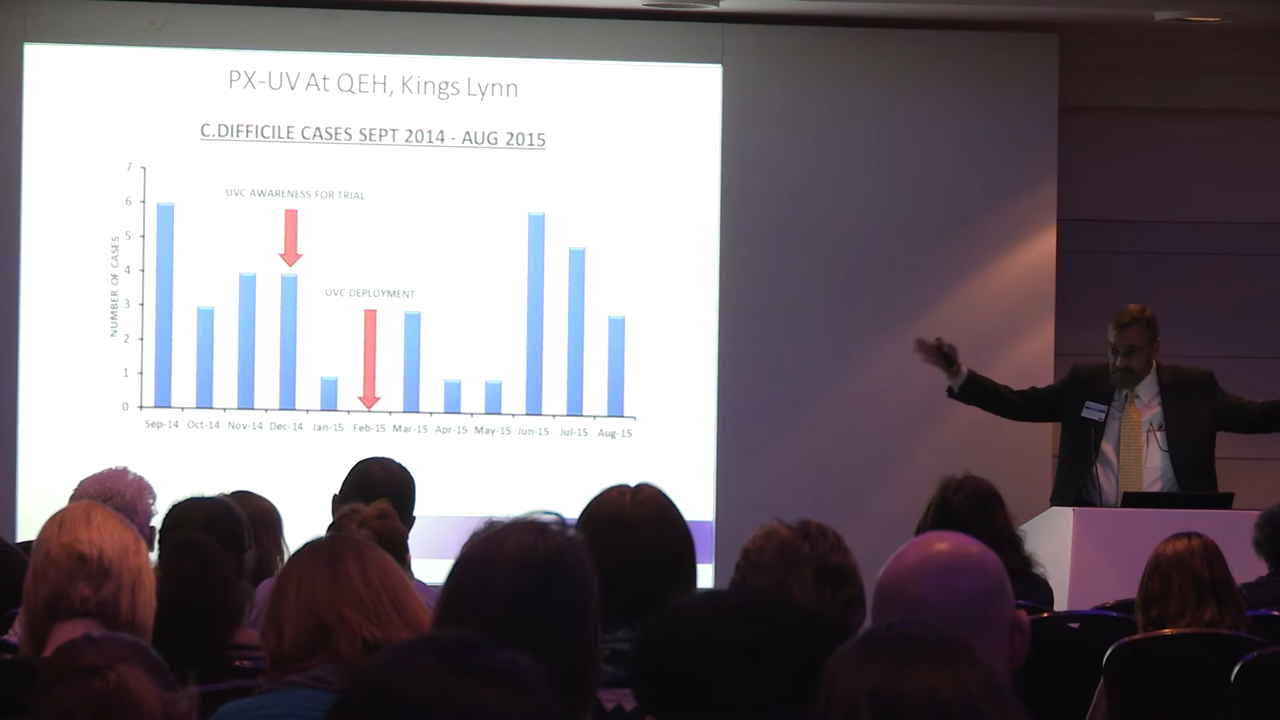 PX-UV At QEH, Kings Lynn
C.DIFFICILE CASES SEPT 2014 - AUG 2015
7
6
5
4
3
2
1
0
NUMBER OF CASES
UVC AWARENESS FOR TRIAL
UVC DEPLOYMENT
Sep-14 Oct-14 Nov-14 Dec-14 Jan-15 Feb-15 Mar-15 Apr-15 May-15 Jun-15 Jul-15 Aug-15